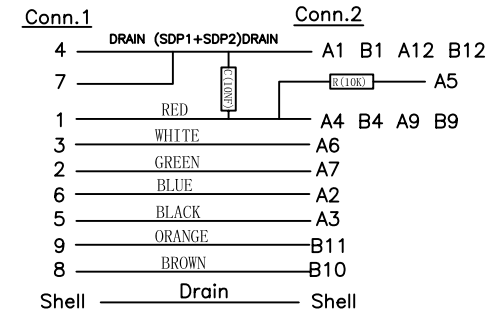 Conn.1 Conn.2
4 DRAIN (SDP1+SDP2)DRAIN A1 B1 A12 B12
7 C(10NF) R(10K) A5
1 RED A4 B4 A9 B9
3 WHITE A6
2 GREEN A7
6 BLUE A2
5 BLACK A3
9 ORANGE B11
8 BROWN B10
Shell Drain Shell